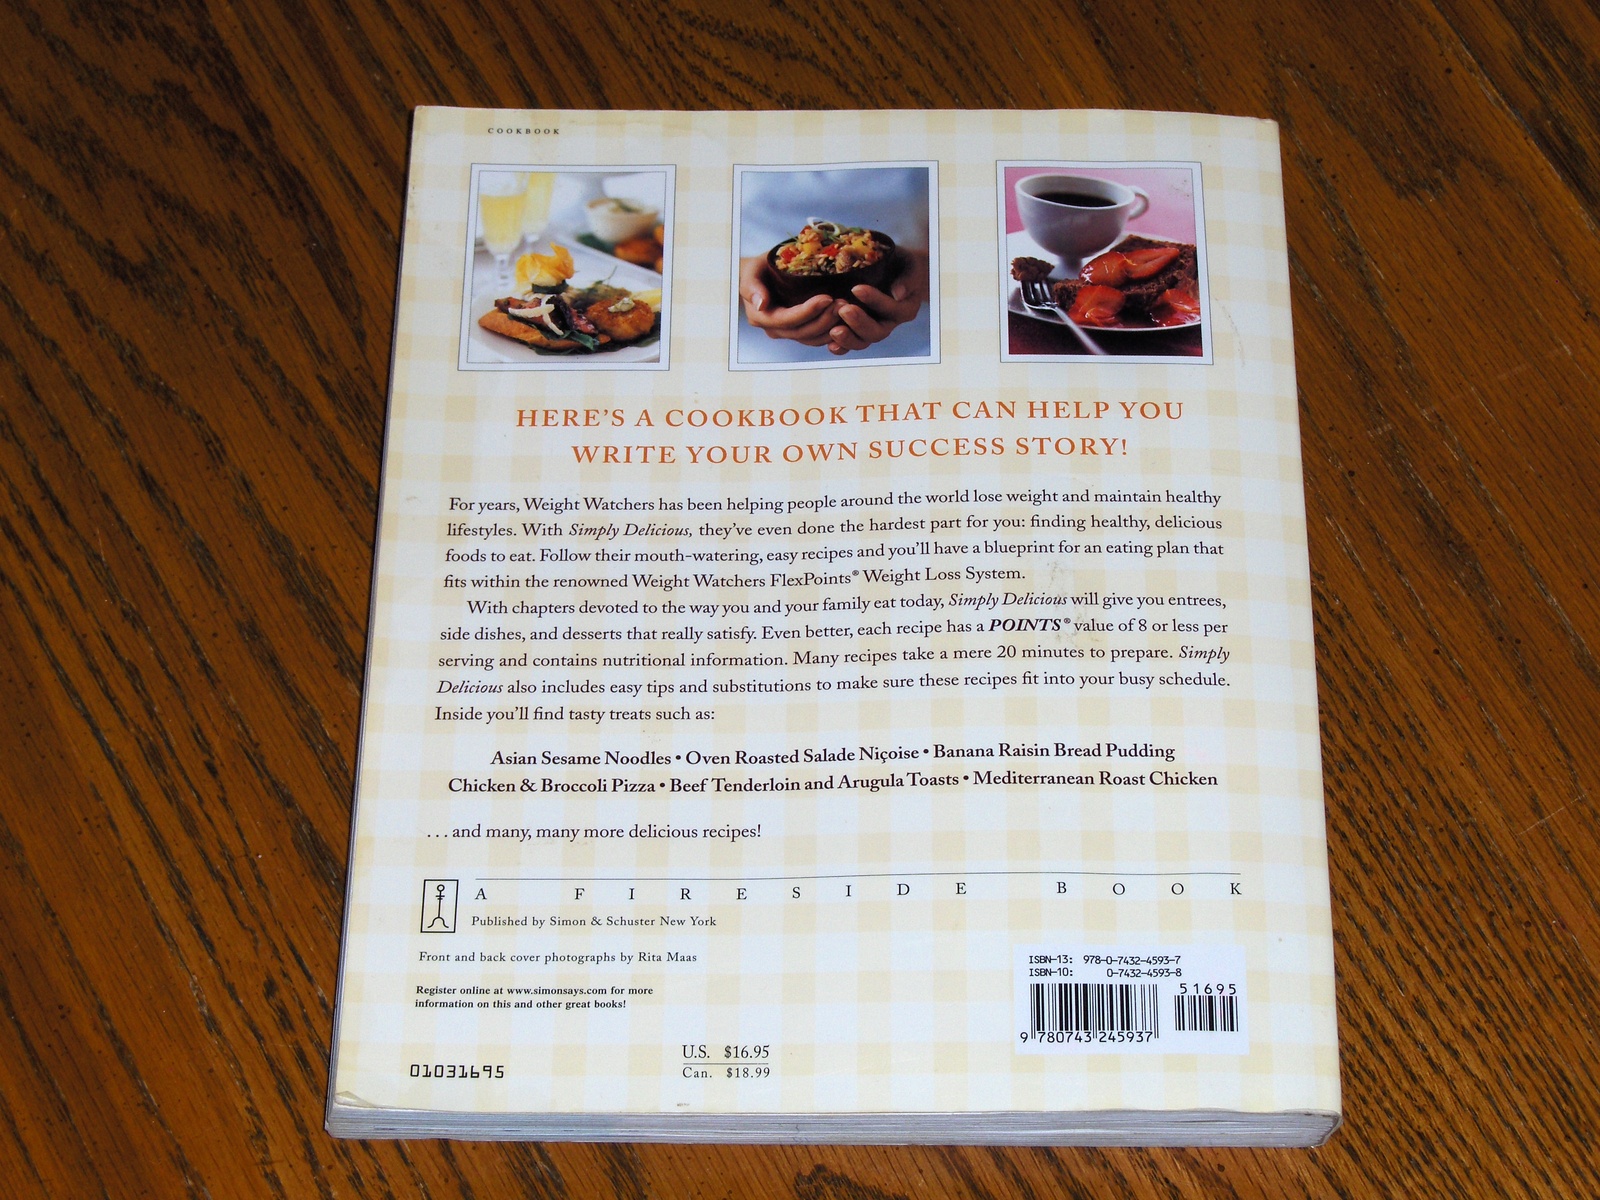 COOKBOOK
HERE'S A COOKBOOK THAT CAN HELP YOU
WRITE YOUR OWN SUCCESS STORY!
For years, Weight Watchers has been helping people around the world lose weight and maintain healthy
lifestyles. With Simply Delicious, they've even done the hardest part for you: finding healthy, delicious
foods to eat. Follow their mouth-watering, easy recipes and you'll have a blueprint for an eating plan that
fits within the renowned Weight Watchers FlexPoints® Weight Loss System.
With chapters devoted to the way you and your family eat today, Simply Delicious will give you entrees,
side dishes, and desserts that really satisfy. Even better, each recipe has a POINTS® value of 8 or less per
serving and contains nutritional information. Many recipes take a mere 20 minutes to prepare. Simply
Delicious also includes easy tips and substitutions to make sure these recipes fit into your busy schedule.
Inside you'll find tasty treats such as:
Asian Sesame Noodles • Oven Roasted Salade Niçoise • Banana Raisin Bread Pudding
Chicken & Broccoli Pizza • Beef Tenderloin and Arugula Toasts • Mediterranean Roast Chicken
...and many, many more delicious recipes!
A FIRESIDE BOOK
Published by Simon & Schuster New York
Front and back cover photographs by Rita Maas
Register online at www.simonsays.com for more
information on this and other great books!
ISBN-13: 978-0-7432-4593-7
ISBN-10: 0-7432-4593-8
51695
9 780743 245937
U.S. $16.95
Can. $18.99
01031695